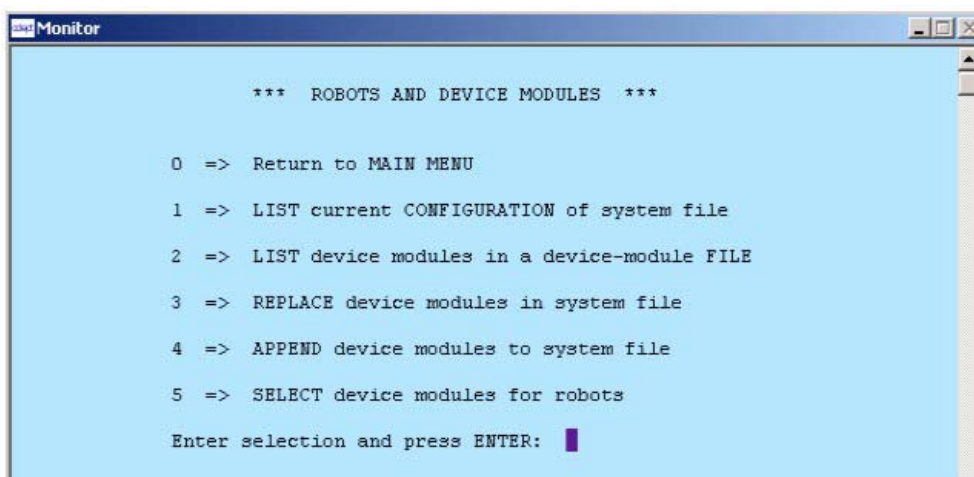 adept Monitor
*** ROBOTS AND DEVICE MODULES ***
0 => Return to MAIN MENU
1 => LIST current CONFIGURATION of system file
2 => LIST device modules in a device-module FILE
3 => REPLACE device modules in system file
4 => APPEND device modules to system file
5 => SELECT device modules for robots
Enter selection and press ENTER: